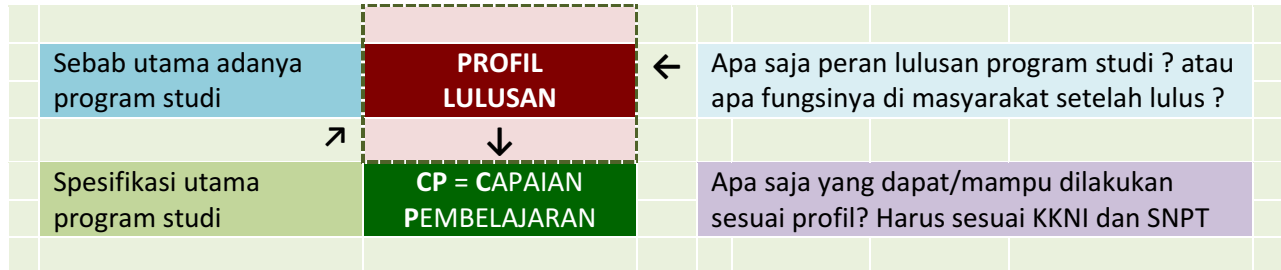 Sebab utama adanya
program studi
PROFIL
LULUSAN
←
Apa saja peran lulusan program studi ? atau
apa fungsinya di masyarakat setelah lulus ?
↗
↓
Spesifikasi utama
program studi
CP = CAPAIAN
PEMBELAJARAN
Apa saja yang dapat/mampu dilakukan
sesuai profil? Harus sesuai KKNI dan SNPT